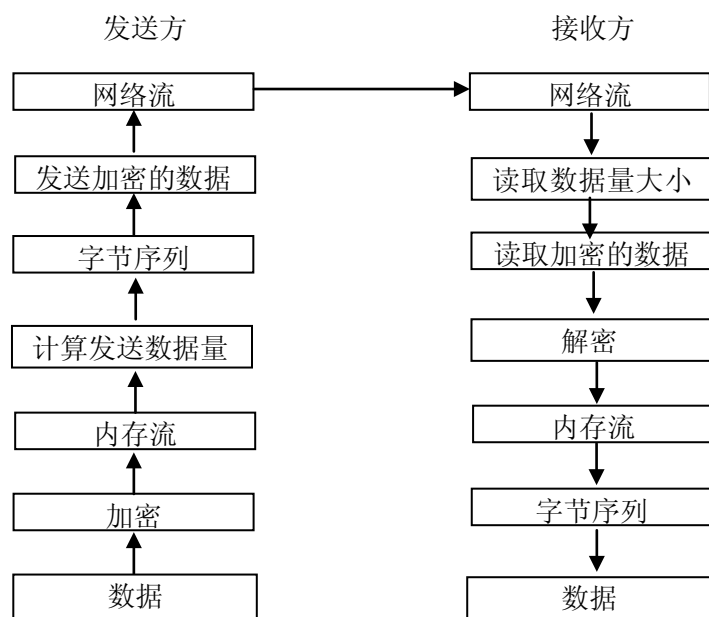 发送方
接收方
网络流
网络流
发送加密的数据
读取数据量大小
字节序列
读取加密的数据
计算发送数据量
解密
内存流
内存流
加密
字节序列
数据
数据